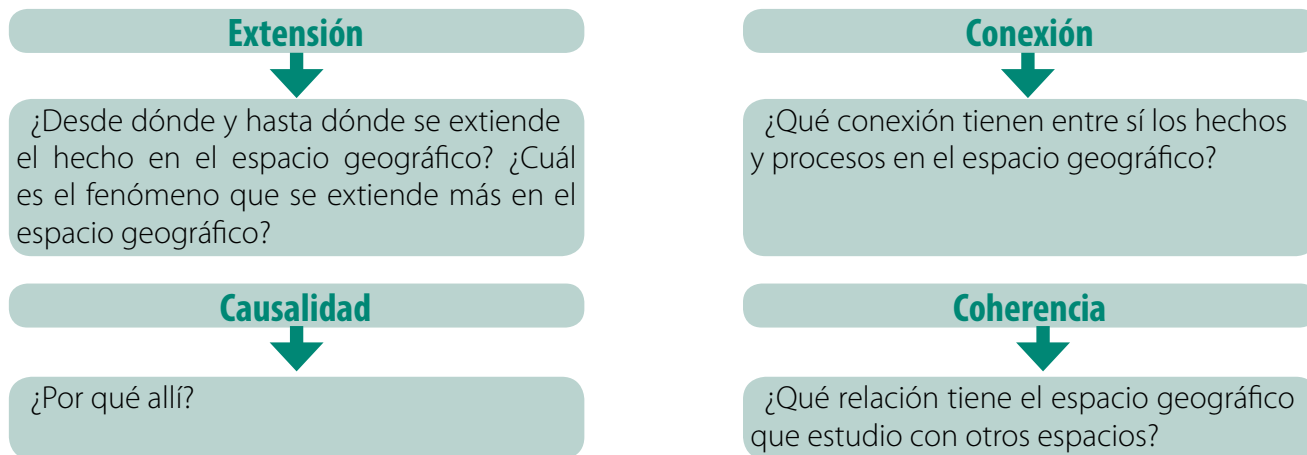 Extensión
¿Desde dónde y hasta dónde se extiende
el hecho en el espacio geográfico? ¿Cuál
es el fenómeno que se extiende más en el
espacio geográfico?
Conexión
¿Qué conexión tienen entre sí los hechos
y procesos en el espacio geográfico?
Causalidad
¿Por qué allí?
Coherencia
¿Qué relación tiene el espacio geográfico
que estudio con otros espacios?